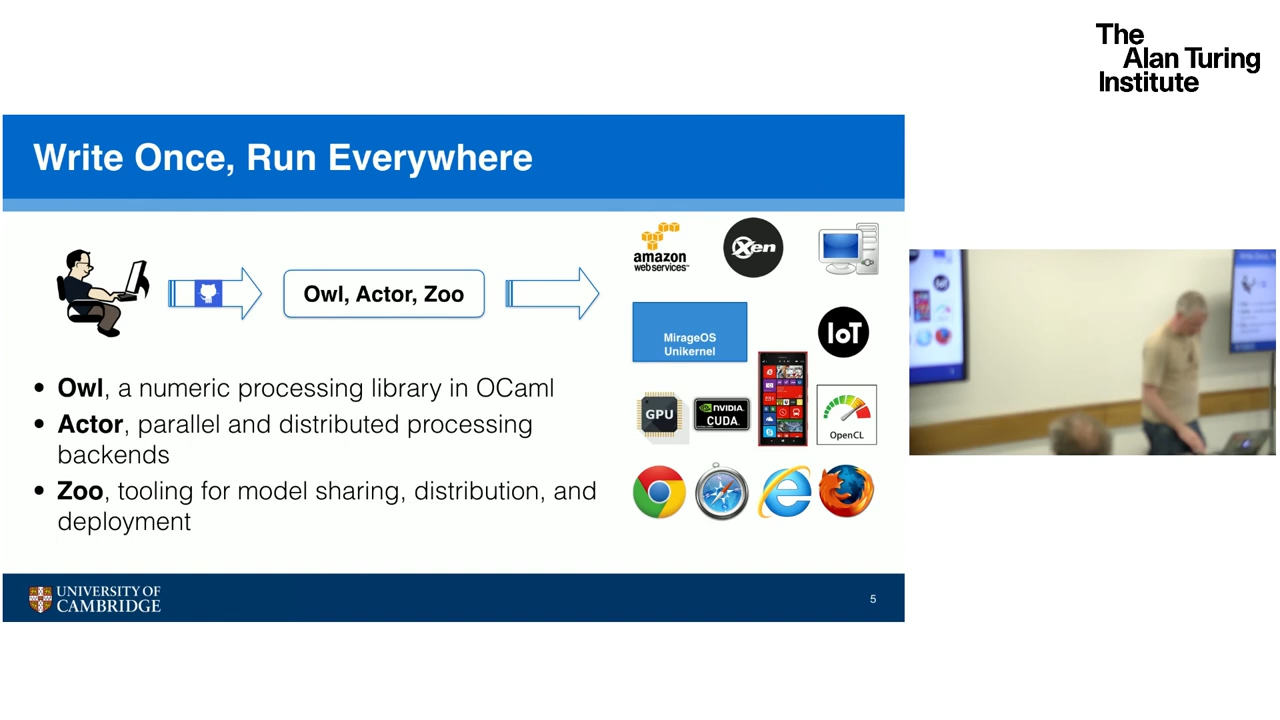 The
Alan Turing
Institute
Write Once, Run Everywhere
amazon
webservices™
Xen
Owl, Actor, Zoo
MirageOS
Unikernel
IoT
GPU
NVIDIA
CUDA
OpenCL
• Owl, a numeric processing library in OCaml
• Actor, parallel and distributed processing
backends
• Zoo, tooling for model sharing, distribution, and
deployment
UNIVERSITY OF
CAMBRIDGE
5